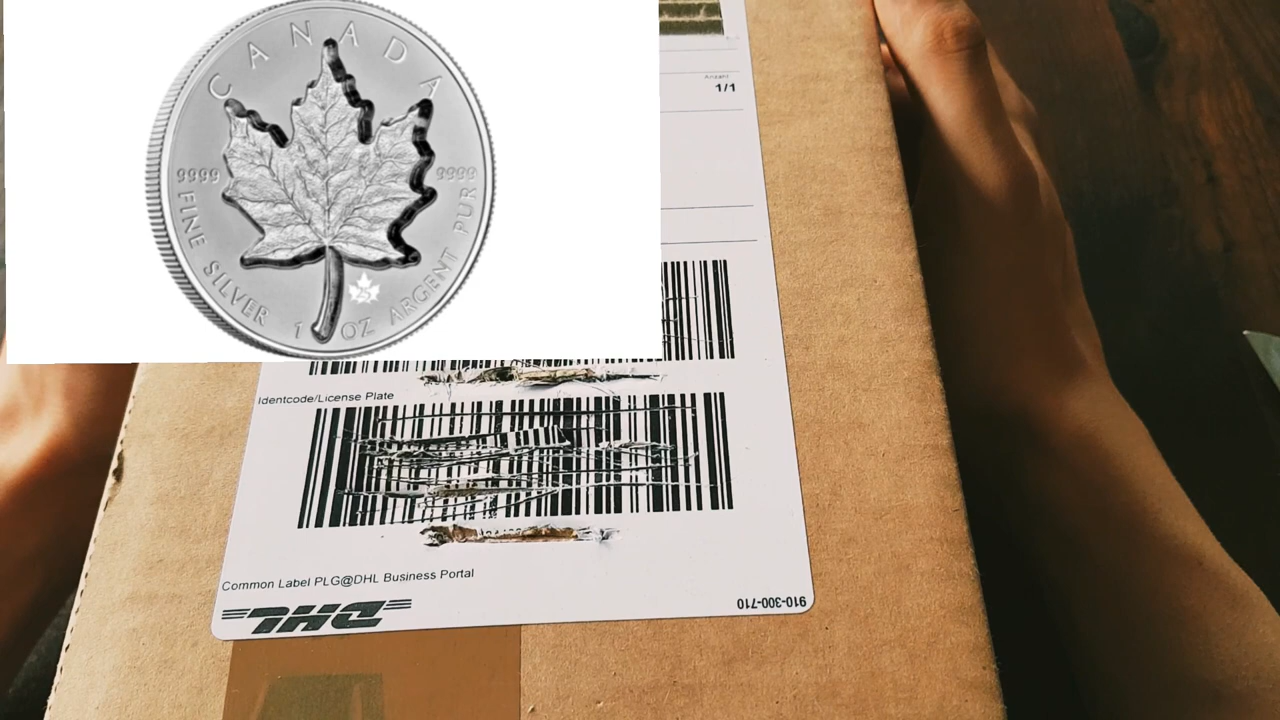 CANADA
9999 9999
FINE SILVER 1 OZ ARGENT PUR
Anzahl
1/1
Identcode/License Plate
Common Label PLG@DHL Business Portal
DHL
910-300-710